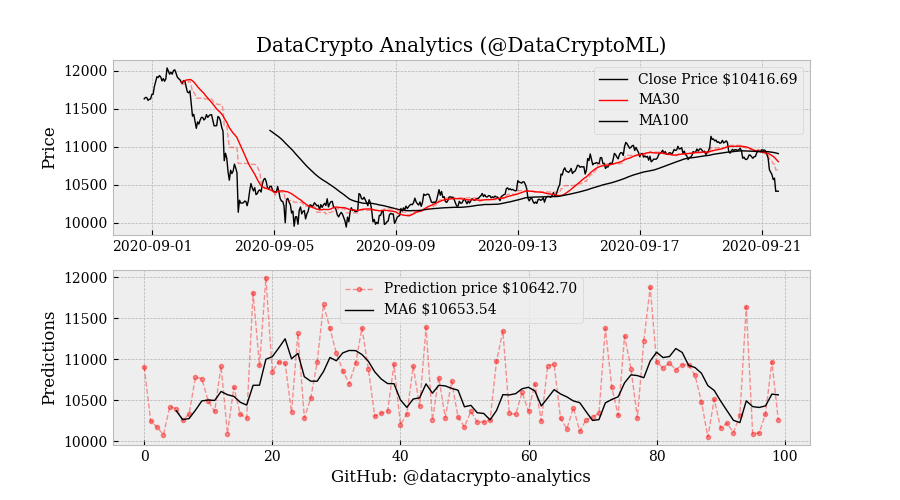 DataCrypto Analytics (@DataCryptoML)
Price
12000
11500
11000
10500
10000
Close Price $10416.69
MA30
MA100
2020-09-01
2020-09-05
2020-09-09
2020-09-13
2020-09-17
2020-09-21
Predictions
12000
11500
11000
10500
10000
Prediction price $10642.70
MA6 $10653.54
0
20
40
60
80
100
GitHub: @datacrypto-analytics